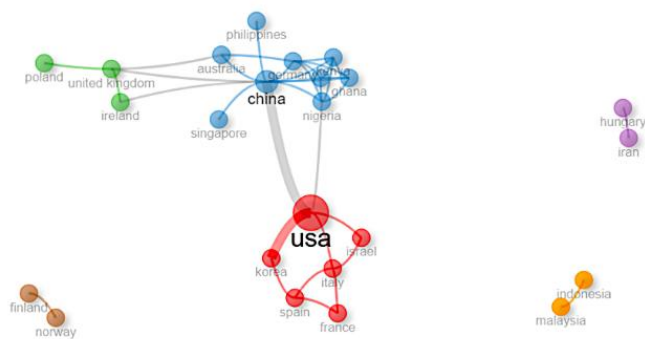 philippines
poland
united kingdom
australia
germany
ghana
china
ireland
nigeria
singapore
hungary
iran
usa
israel
korea
italy
indonesia
finland
spain
malaysia
norway
france